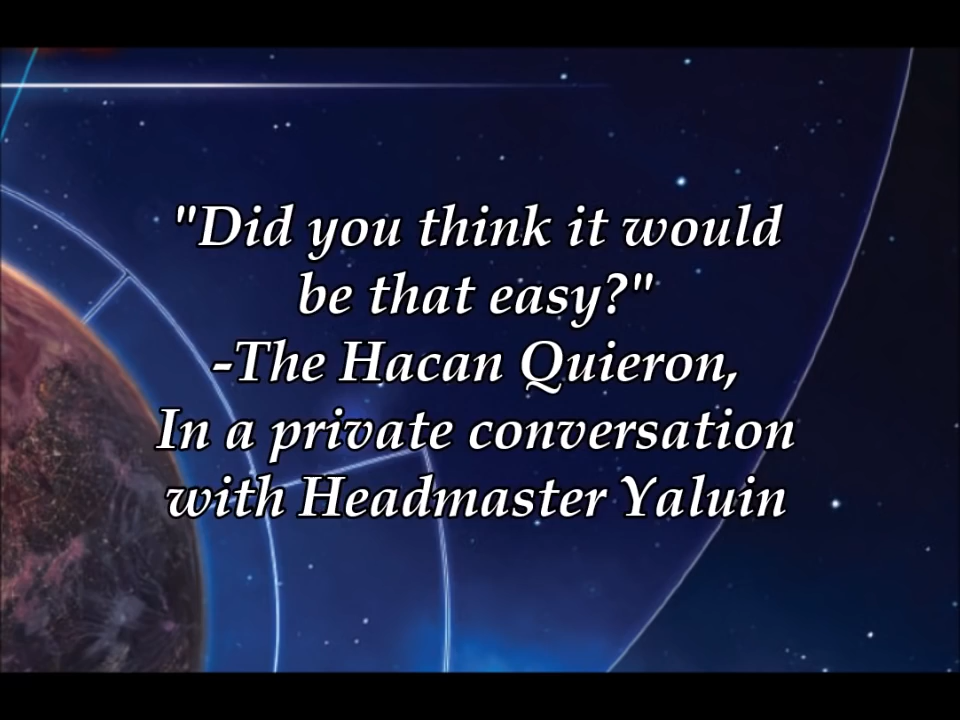 "Did you think it would
be that easy?"
-The Hacan Quieron,
In a private conversation
with Headmaster Yaluin